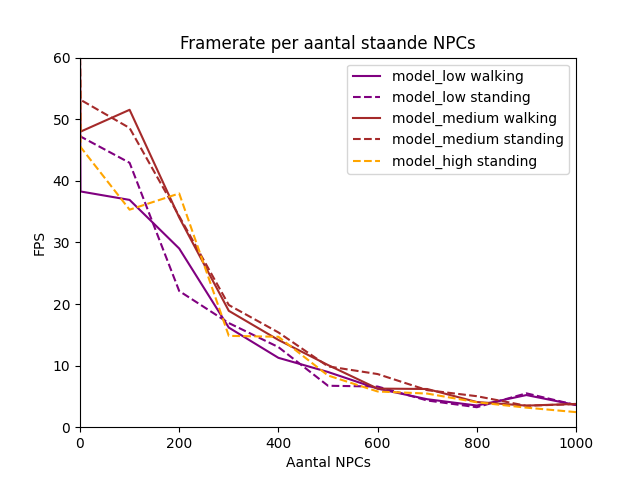 Framerate per aantal staande NPCs
model_low walking
model_low standing
model_medium walking
model_medium standing
model_high standing
FPS
60
50
40
30
20
10
0
0 200 400 600 800 1000
Aantal NPCs